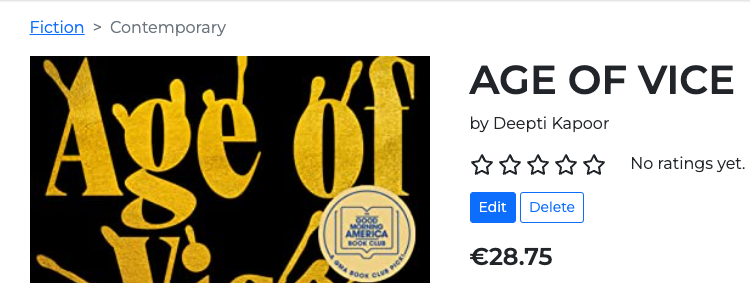 Fiction > Contemporary
Age of
Vice
GOOD
MORNING
AMERICA
BOOK CLUB
A GMA BOOK CLUB PICK
AGE OF VICE
by Deepti Kapoor
No ratings yet.
Edit Delete
€28.75